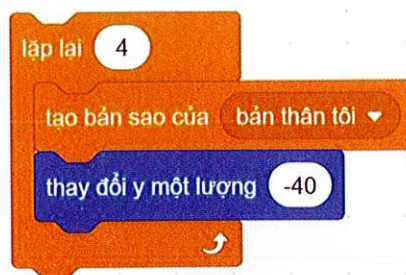 lặp lại 4
tạo bản sao của bản thân tôi
thay đổi y một lượng -40